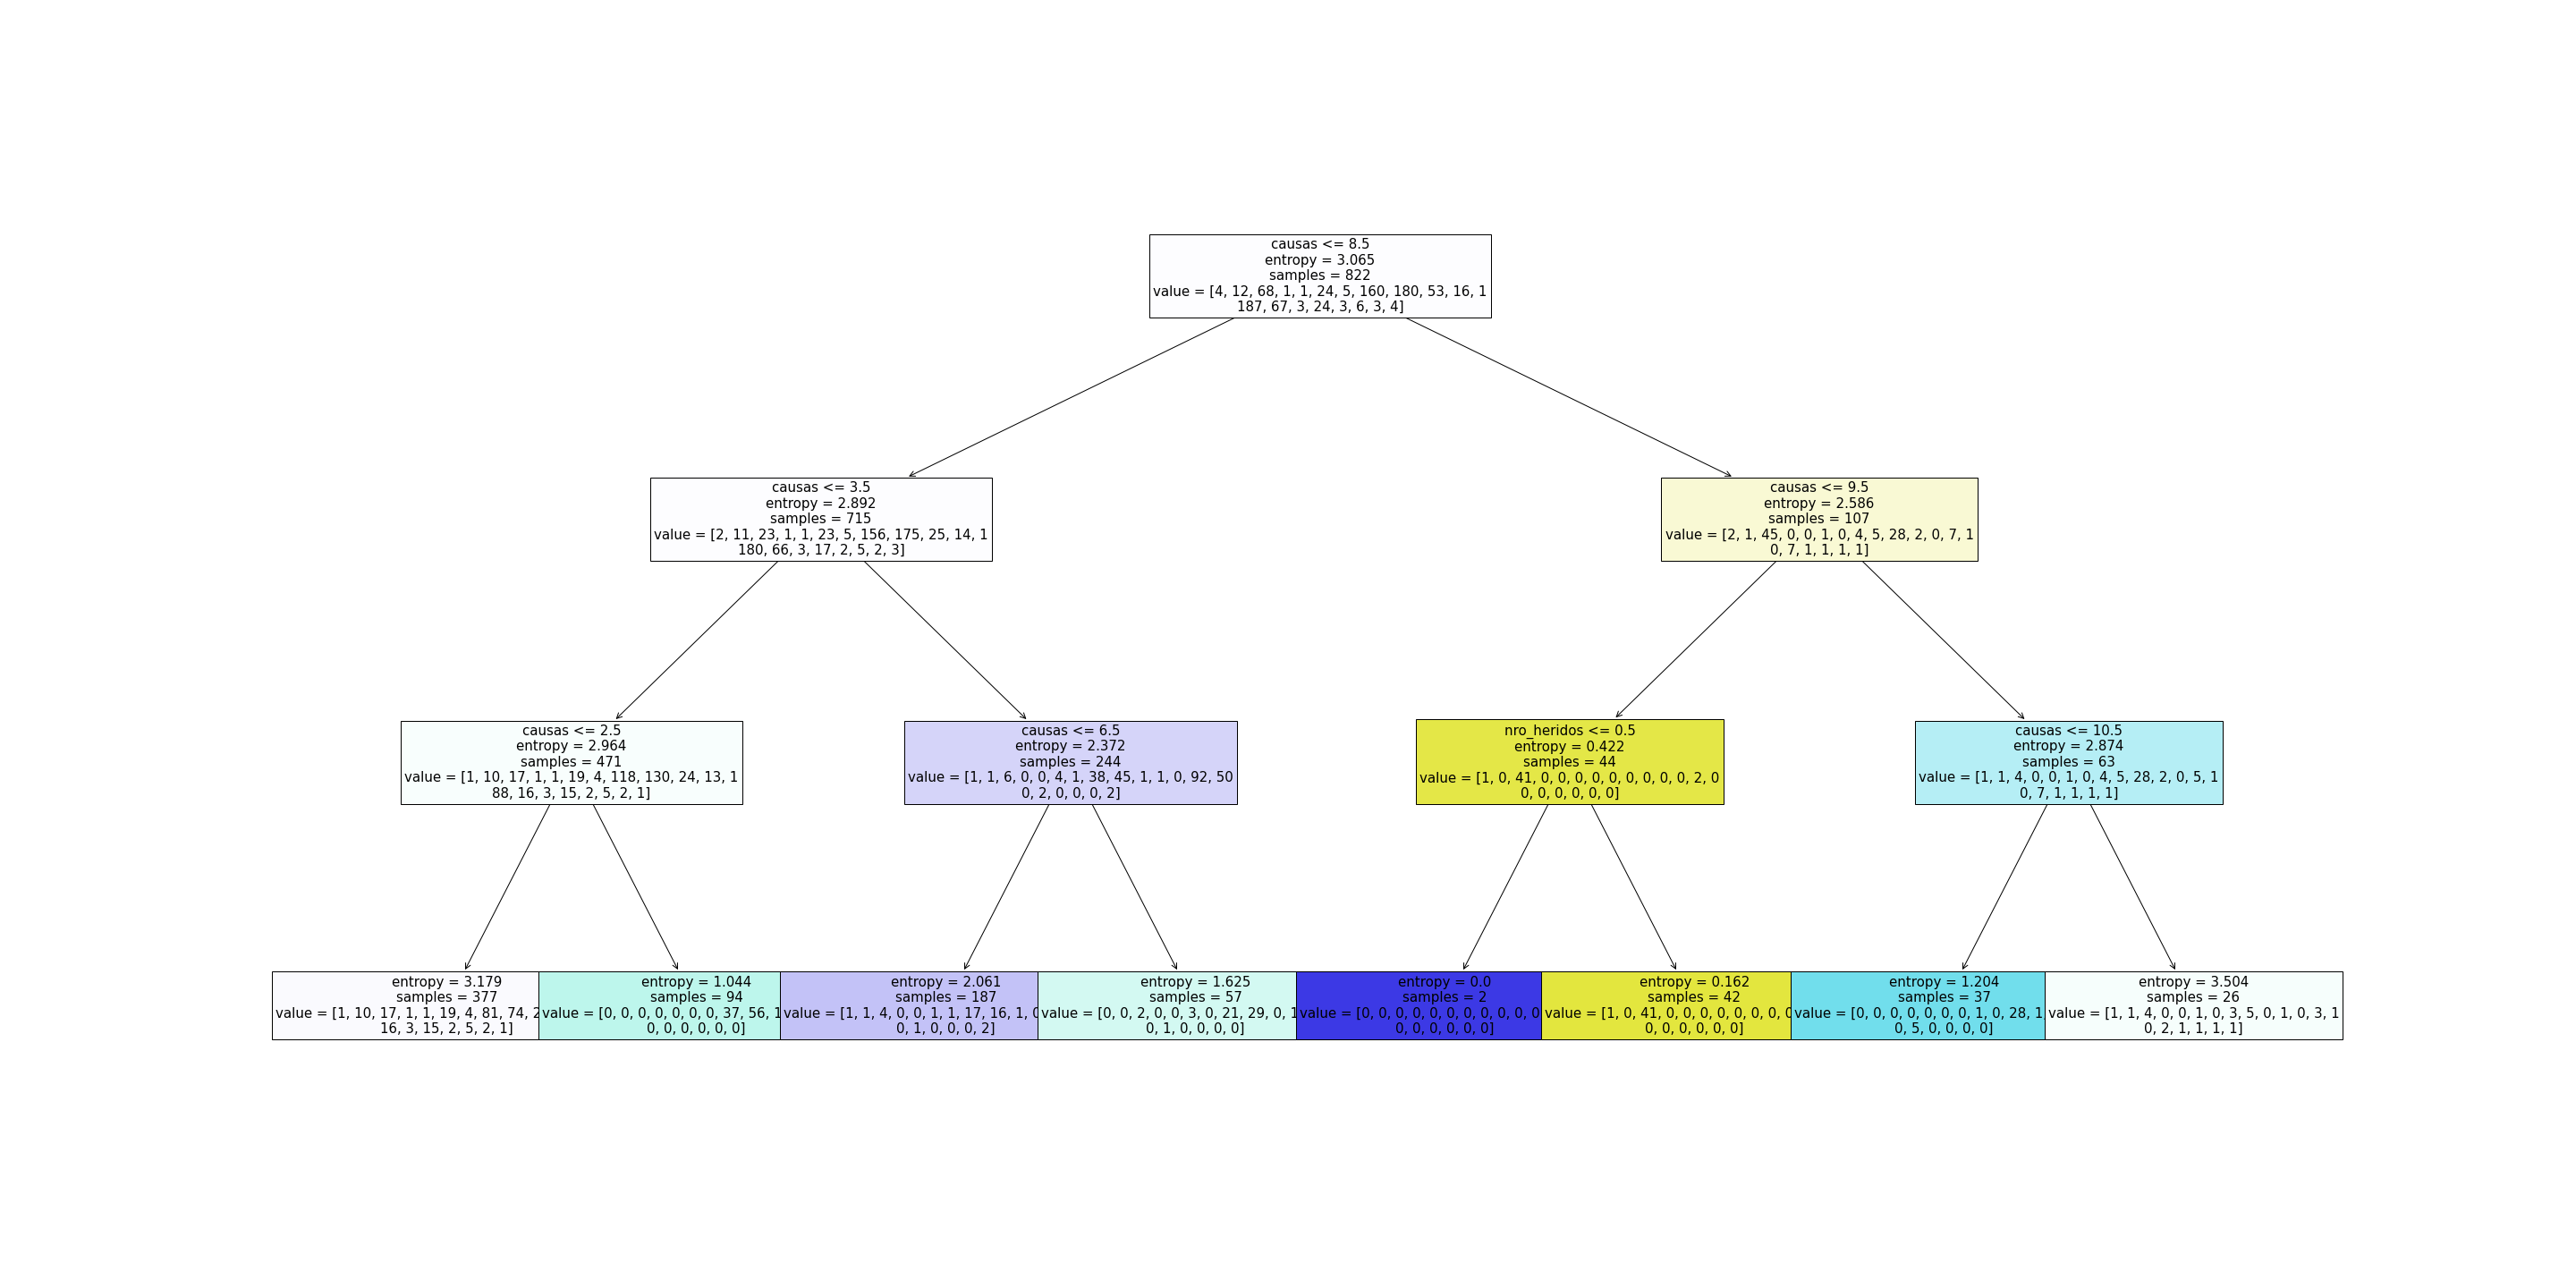 causas <= 8.5
entropy = 3.065
samples = 822
value = [4, 12, 68, 1, 1, 24, 5, 160, 180, 53, 16, 1
187, 67, 3, 24, 3, 6, 3, 4]
causas <= 3.5
entropy = 2.892
samples = 715
value = [2, 11, 23, 1, 1, 23, 5, 156, 175, 25, 14, 1
180, 66, 3, 17, 2, 5, 2, 3]
causas <= 9.5
entropy = 2.586
samples = 107
value = [2, 1, 45, 0, 0, 1, 0, 4, 5, 28, 2, 0, 7, 1
0, 7, 1, 1, 1, 1]
causas <= 2.5
entropy = 2.964
samples = 471
value = [1, 10, 17, 1, 1, 19, 4, 118, 130, 24, 13, 1
88, 16, 3, 15, 2, 5, 2, 1]
causas <= 6.5
entropy = 2.372
samples = 244
value = [1, 1, 6, 0, 0, 4, 1, 38, 45, 1, 1, 0, 92, 50
0, 2, 0, 0, 0, 2]
nro_heridos <= 0.5
entropy = 0.422
samples = 44
value = [1, 0, 41, 0, 0, 0, 0, 0, 0, 0, 0, 0, 2, 0
0, 0, 0, 0, 0, 0]
causas <= 10.5
entropy = 2.874
samples = 63
value = [1, 1, 4, 0, 0, 1, 0, 4, 5, 28, 2, 0, 5, 1
0, 7, 1, 1, 1, 1]
entropy = 3.179
samples = 377
value = [1, 10, 17, 1, 1, 19, 4, 81, 74, 2
16, 3, 15, 2, 5, 2, 1]
entropy = 1.044
samples = 94
value = [0, 0, 0, 0, 0, 0, 0, 37, 56, 1
0, 0, 0, 0, 0, 0]
entropy = 2.061
samples = 187
value = [1, 1, 4, 0, 0, 1, 1, 17, 16, 1,
0, 1, 0, 0, 0, 2]
entropy = 1.625
samples = 57
value = [0, 0, 2, 0, 0, 3, 0, 21, 29, 0, 1
0, 1, 0, 0, 0, 0]
entropy = 0.0
samples = 2
value = [0, 0, 0, 0, 0, 0, 0, 0, 0, 0, 0
0, 0, 0, 0, 0, 0]
entropy = 0.162
samples = 42
value = [1, 0, 41, 0, 0, 0, 0, 0, 0, 0,
0, 0, 0, 0, 0, 0]
entropy = 1.204
samples = 37
value = [0, 0, 0, 0, 0, 0, 0, 1, 0, 28, 1,
0, 5, 0, 0, 0, 0]
entropy = 3.504
samples = 26
value = [1, 1, 4, 0, 0, 1, 0, 3, 5, 0, 1, 0, 3, 1
0, 2, 1, 1, 1, 1]